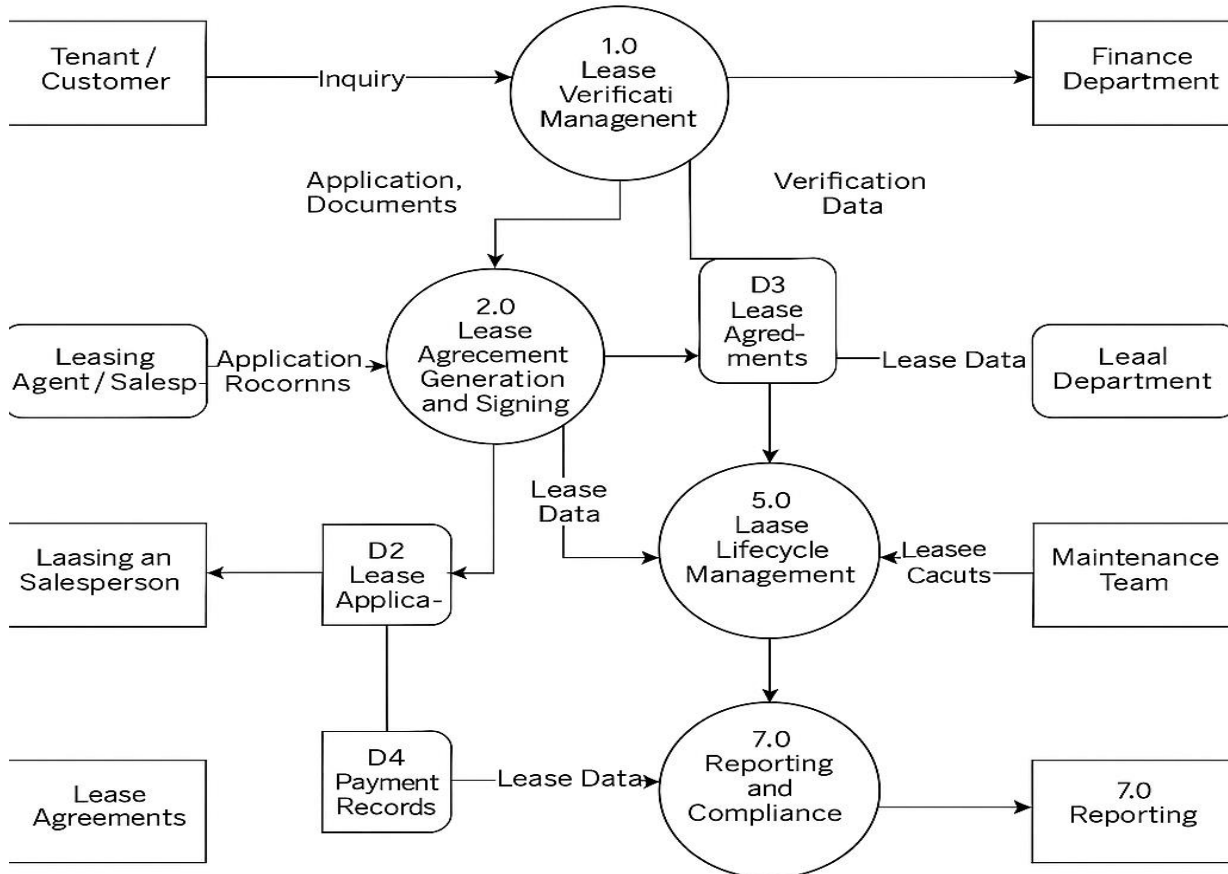 Tenant /
Customer
Inquiry
1.0
Lease
Verificati
Managenent
Finance
Department
Application,
Documents
Verification
Data
Leasing
Agent / Salesp-
Application
Rocornns
2.0
Lease
Agrecement
Generation
and Signing
D3
Lease
Agred-
ments
Lease Data
Leaal
Department
Lease
Data
Laasing an
Salesperson
D2
Lease
Applica-
5.0
Laase
Lifecycle
Management
Leasee
Cacuts
Maintenance
Team
Lease
Agreements
D4
Payment
Records
Lease Data
7.0
Reporting
and
Compliance
7.0
Reporting